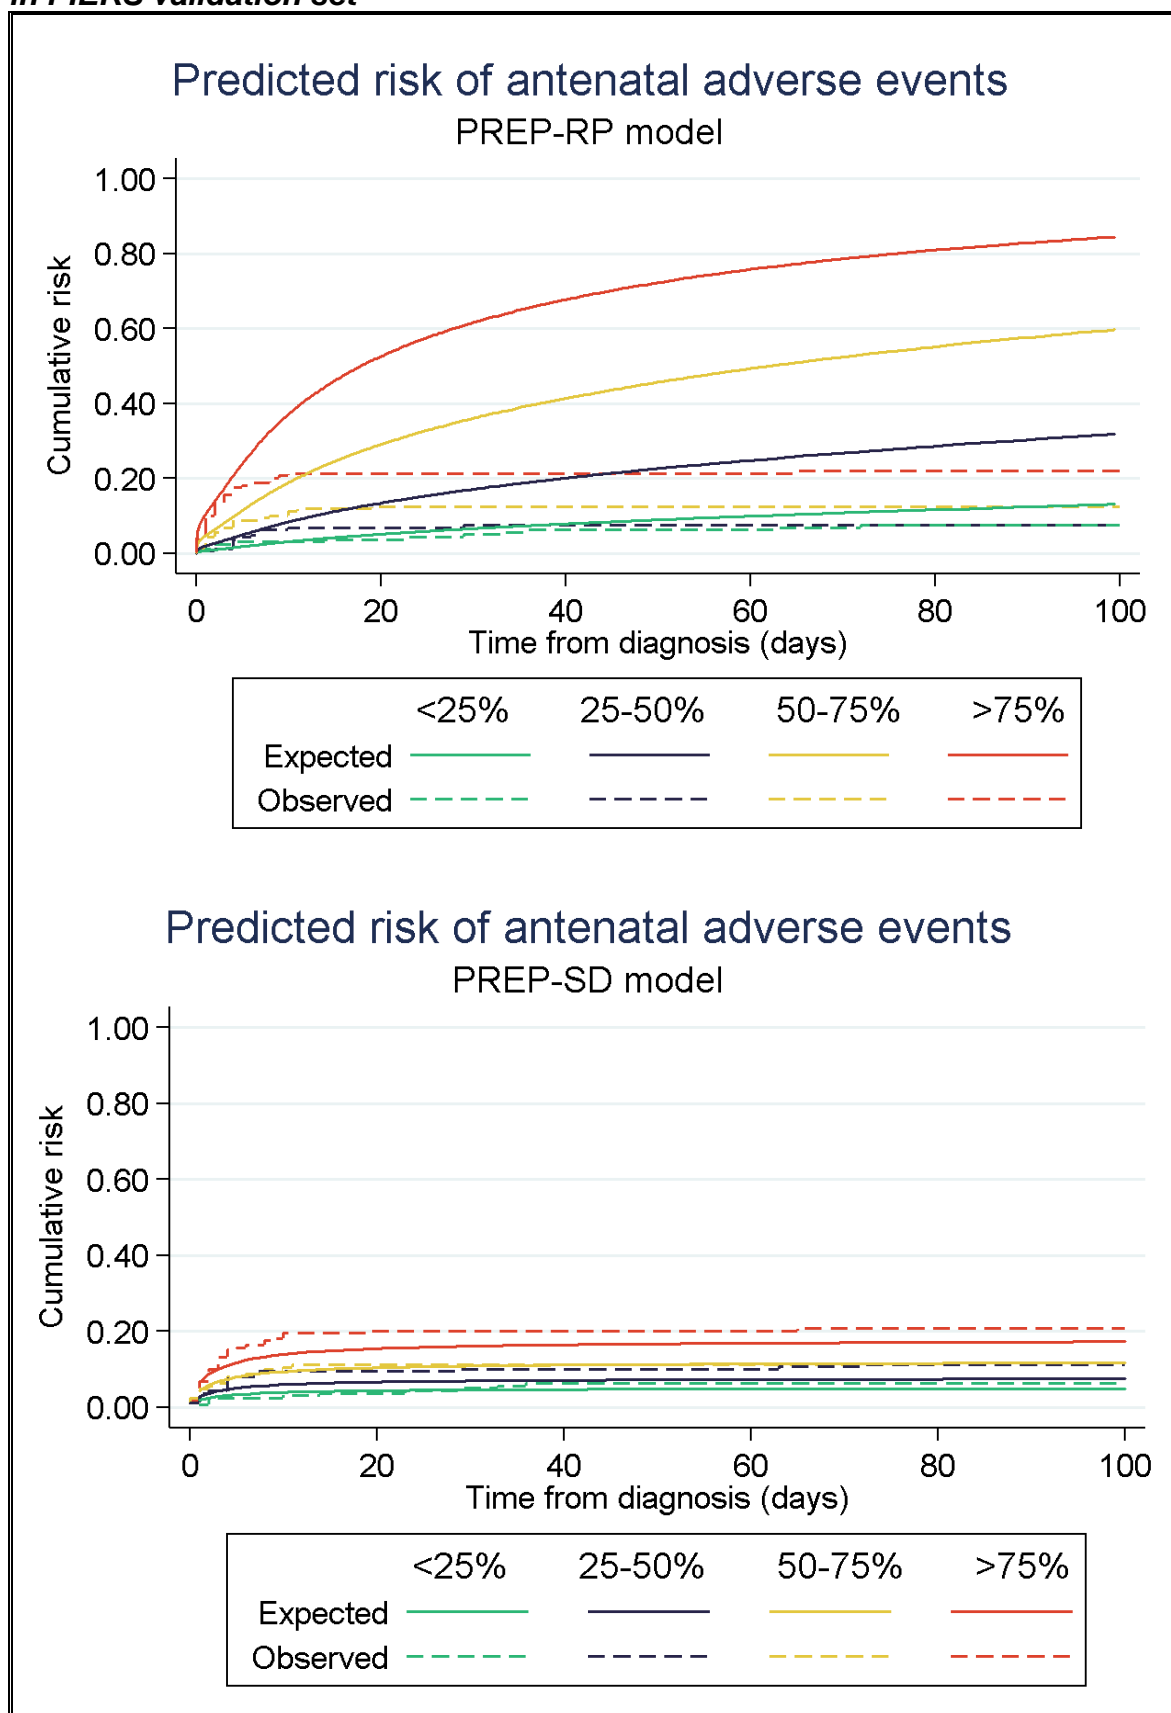 in PIERS validation set
Predicted risk of antenatal adverse events
PREP-RP model
1.00
0.80
0.60
0.40
0.20
0.00
Cumulative risk
0 20 40 60 80 100
Time from diagnosis (days)
<25% 25-50% 50-75% >75%
Expected
Observed
Predicted risk of antenatal adverse events
PREP-SD model
1.00
0.80
0.60
0.40
0.20
0.00
Cumulative risk
0 20 40 60 80 100
Time from diagnosis (days)
<25% 25-50% 50-75% >75%
Expected
Observed